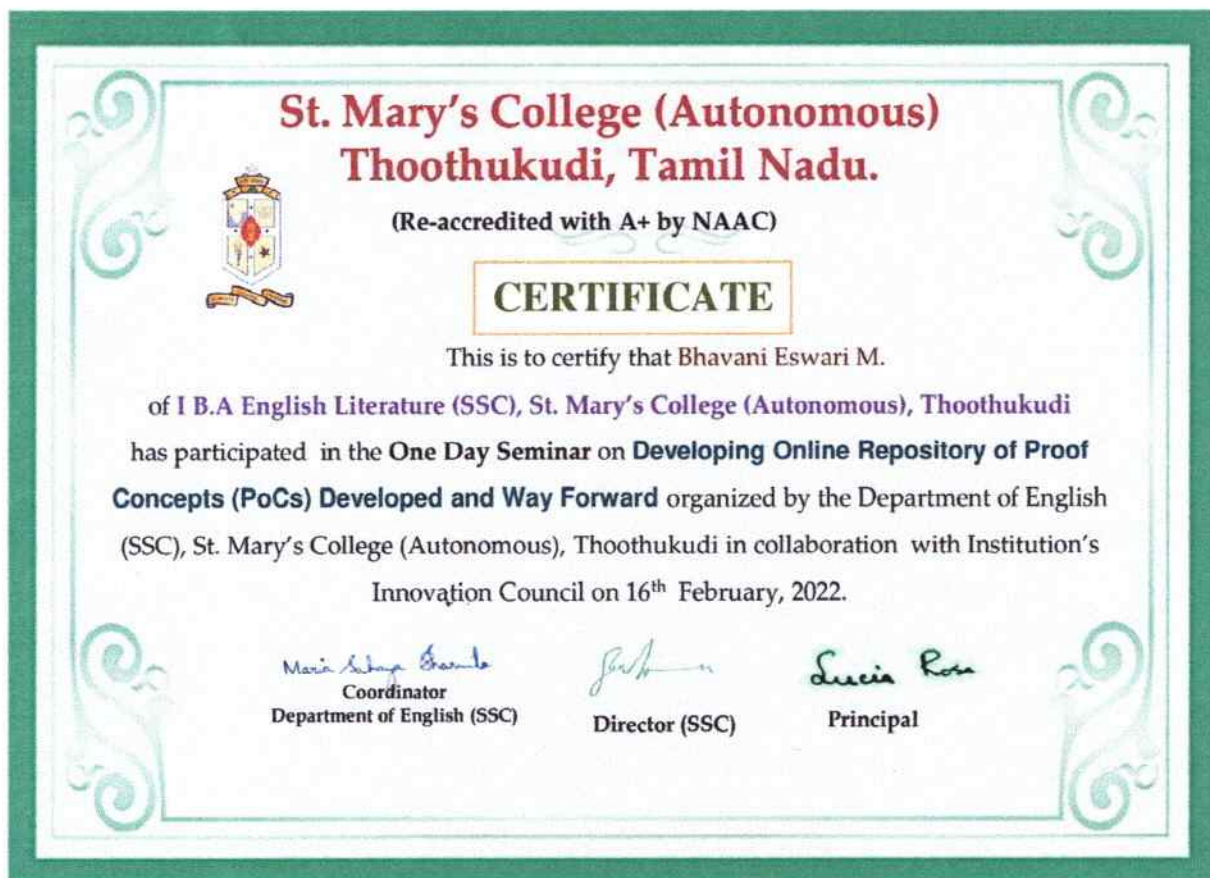 St. Mary's College (Autonomous)
Thoothukudi, Tamil Nadu.
(Re-accredited with A+ by NAAC)
CERTIFICATE
This is to certify that Bhavani Eswari M.
of I B.A English Literature (SSC), St. Mary's College (Autonomous), Thoothukudi
has participated in the One Day Seminar on Developing Online Repository of Proof
Concepts (PoCs) Developed and Way Forward organized by the Department of English
(SSC), St. Mary's College (Autonomous), Thoothukudi in collaboration with Institution's
Innovation Council on 16th February, 2022.
Maria
Coordinator
Department of English (SSC)
Director (SSC)
Lucia Rose
Principal